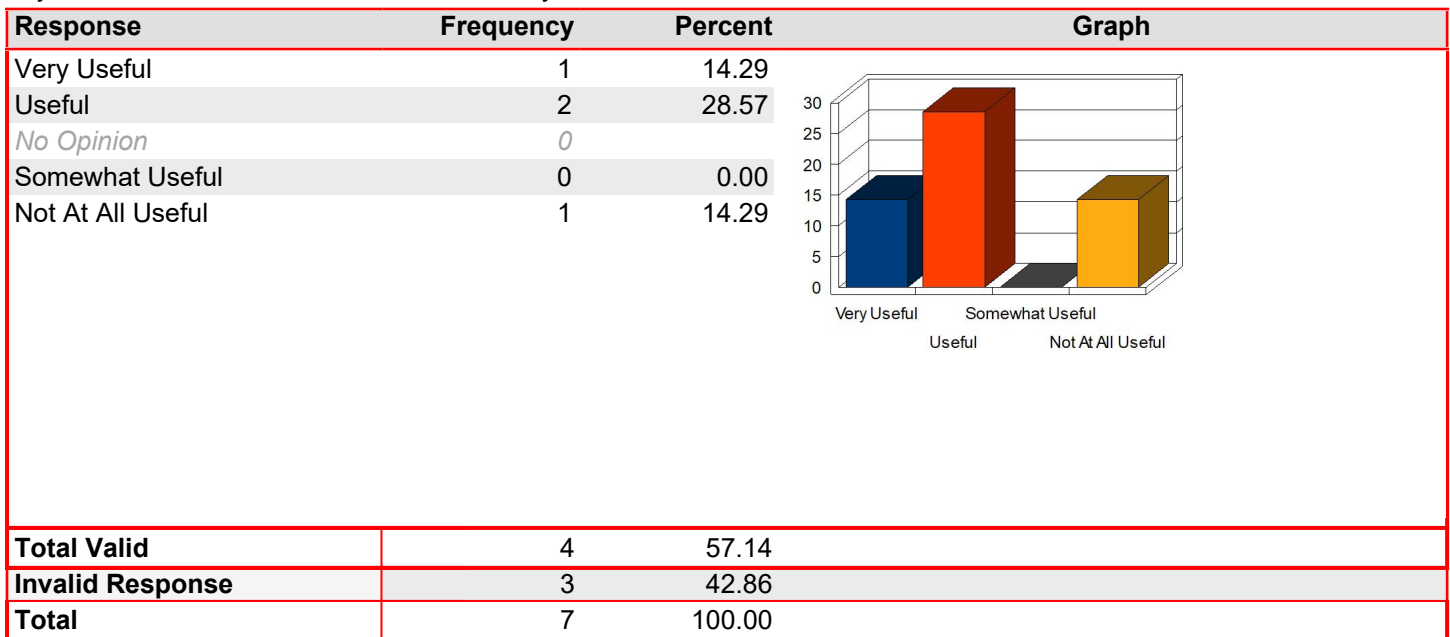 Response Frequency Percent Graph
Very Useful 1 14.29
Useful 2 28.57
No Opinion 0
Somewhat Useful 0 0.00
Not At All Useful 1 14.29
30
25
20
15
10
5
0
Very Useful Somewhat Useful
Useful Not At All Useful
Total Valid 4 57.14
Invalid Response 3 42.86
Total 7 100.00